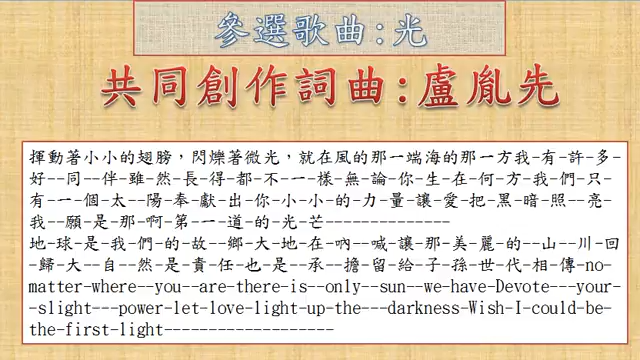 參選歌曲:光
共同創作詞曲:盧胤先
揮動著小小的翅膀，閃爍著微光，就在風的那一端海的那一方我-有-許-多-
好--同--伴-雖-然-長-得-都-不-一-樣-無-論-你-生-在-何-方-我-們-只-
有-一-個-太--陽-奉-獻-出-你-小-小-的-力-量-讓-愛-把-黑-暗-照--亮-
我--願-是-那-啊-第-一-道-的-光-芒--------------
地-球-是-我-們-的-故--鄉-大-地-在-吶--喊-讓-那-美-麗-的--山--川-回
-歸-大--自--然-是-責-任-也-是--承--擔-留-給-子-孫-世-代-相-傳-no-
matter-where--you--are-there-is--only--sun--we-have-Devote---your-
-slight---power-let-love-light-up-the---darkness-Wish-I-could-be-
the-first-light-------------------